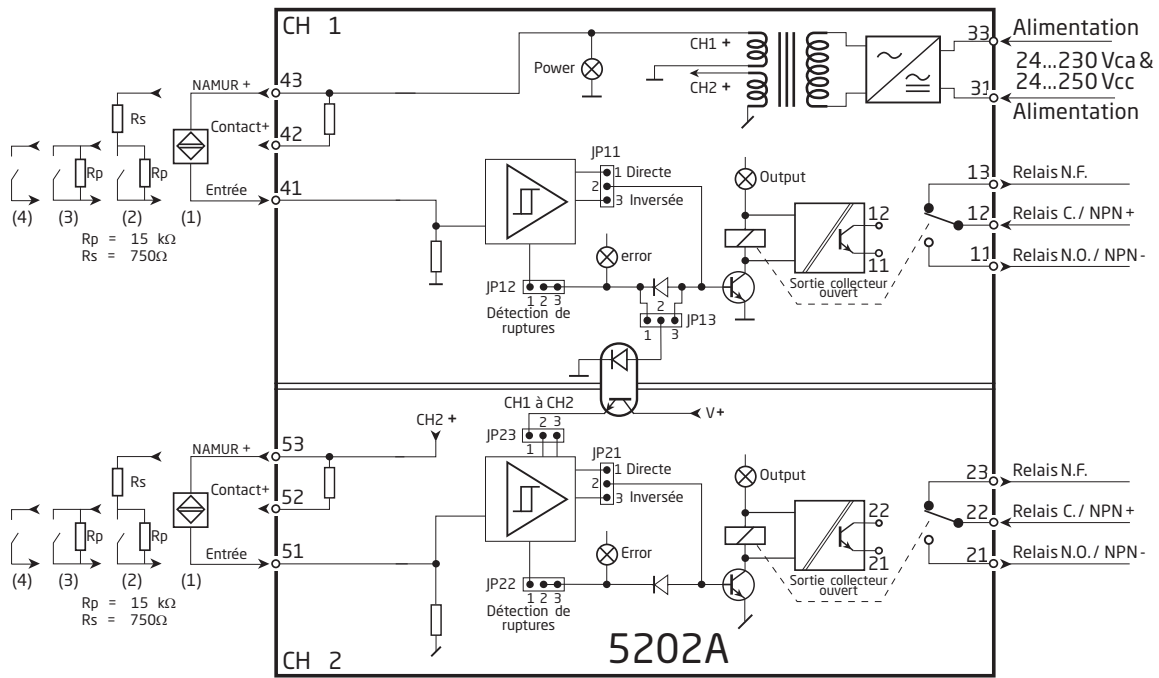 CH 1
33
Alimentation
24...230 Vca &
24...250 Vcc
31
Alimentation
CH1 +
CH2 +
Power
NAMUR +
43
Contact+
42
Entrée
41
Rs
Rp
Rp
(4)
(3)
(2)
(1)
Rp = 15 kΩ
Rs = 750Ω
JP11
1 Directe
2
3 Inversée
Output
12
11
Sortie collecteur
ouvert
13
Relais N.F.
12
Relais C. / NPN +
11
Relais N.O. / NPN -
error
JP12
1 2 3
Détection de
ruptures
2
JP13
1 3
CH1 à CH2
V+
CH2 +
2 3
JP23
1
NAMUR +
53
Contact+
52
Entrée
51
Rs
Rp
Rp
(4)
(3)
(2)
(1)
Rp = 15 kΩ
Rs = 750Ω
JP21
1 Directe
2
3 Inversée
Output
22
21
Sortie collecteur
ouvert
23
Relais N.F.
22
Relais C. / NPN +
21
Relais N.O. / NPN -
Error
JP22
1 2 3
Détection de
ruptures
5202A
CH 2